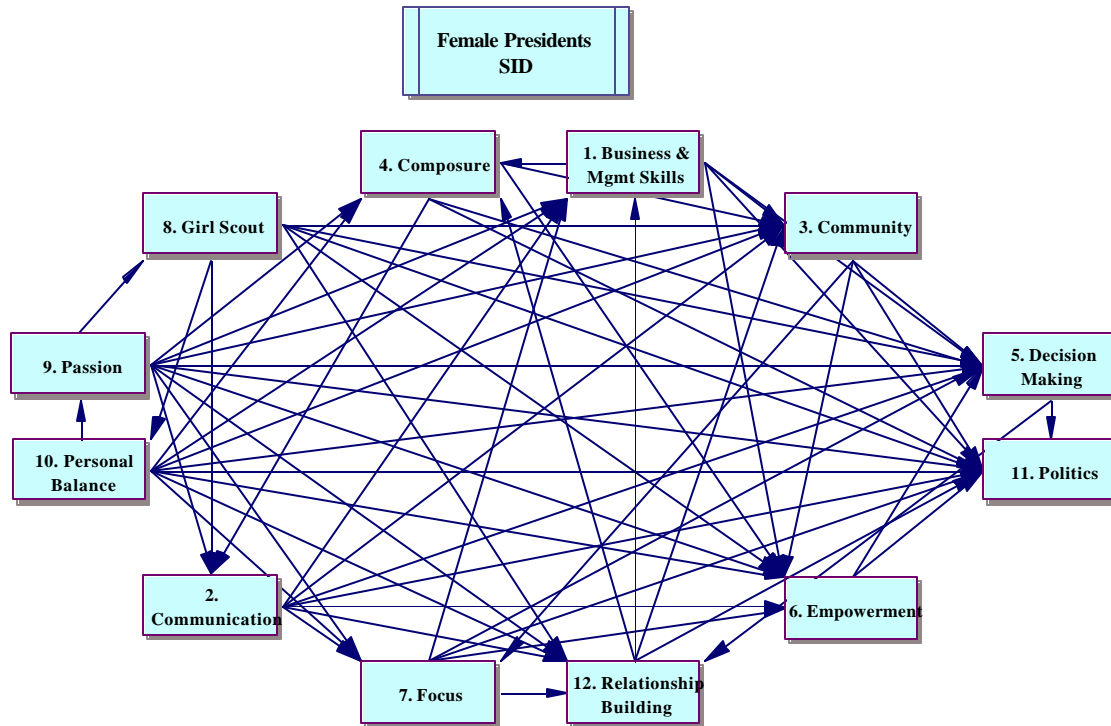 Female Presidents
SID
4. Composure
1. Business &
Mgmt Skills
8. Girl Scout
3. Community
9. Passion
5. Decision
Making
10. Personal
Balance
11. Politics
2.
Communication
6. Empowerment
7. Focus
12. Relationship
Building